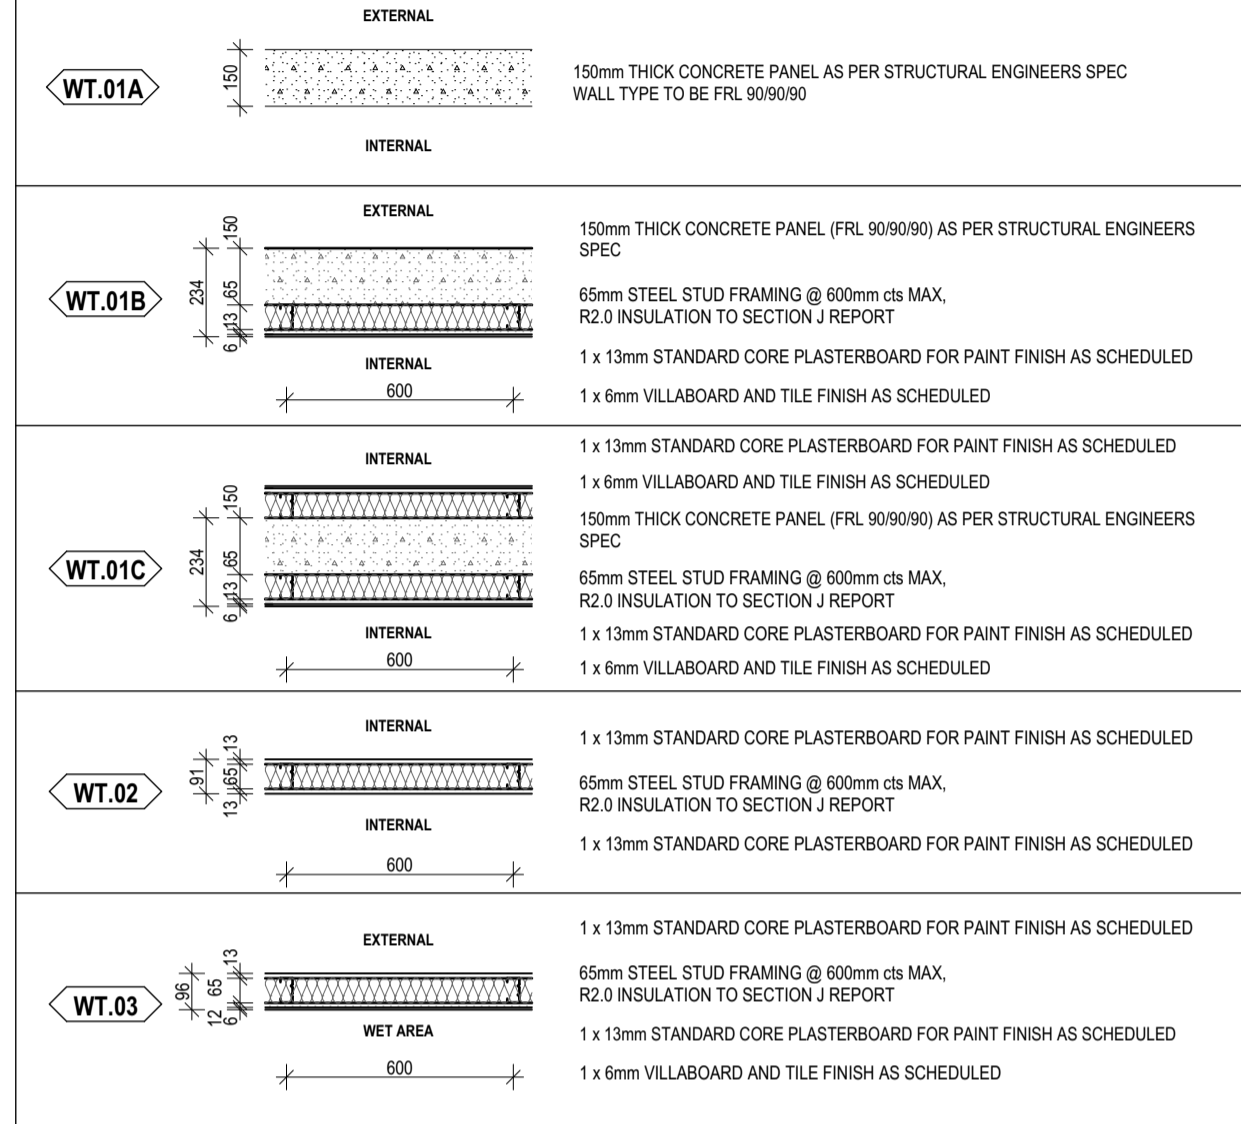 EXTERNAL
WT.01A
150
150mm THICK CONCRETE PANEL AS PER STRUCTURAL ENGINEERS SPEC
WALL TYPE TO BE FRL 90/90/90
INTERNAL
EXTERNAL
WT.01B
234
150
65
13
6
150mm THICK CONCRETE PANEL (FRL 90/90/90) AS PER STRUCTURAL ENGINEERS
SPEC
65mm STEEL STUD FRAMING @ 600mm cts MAX,
R2.0 INSULATION TO SECTION J REPORT
INTERNAL
1 x 13mm STANDARD CORE PLASTERBOARD FOR PAINT FINISH AS SCHEDULED
600
1 x 6mm VILLABOARD AND TILE FINISH AS SCHEDULED
INTERNAL
1 x 13mm STANDARD CORE PLASTERBOARD FOR PAINT FINISH AS SCHEDULED
1 x 6mm VILLABOARD AND TILE FINISH AS SCHEDULED
WT.01C
234
150
65
13
6
150mm THICK CONCRETE PANEL (FRL 90/90/90) AS PER STRUCTURAL ENGINEERS
SPEC
65mm STEEL STUD FRAMING @ 600mm cts MAX,
R2.0 INSULATION TO SECTION J REPORT
INTERNAL
1 x 13mm STANDARD CORE PLASTERBOARD FOR PAINT FINISH AS SCHEDULED
600
1 x 6mm VILLABOARD AND TILE FINISH AS SCHEDULED
INTERNAL
1 x 13mm STANDARD CORE PLASTERBOARD FOR PAINT FINISH AS SCHEDULED
WT.02
91
13
65
13
65mm STEEL STUD FRAMING @ 600mm cts MAX,
R2.0 INSULATION TO SECTION J REPORT
INTERNAL
1 x 13mm STANDARD CORE PLASTERBOARD FOR PAINT FINISH AS SCHEDULED
600
EXTERNAL
1 x 13mm STANDARD CORE PLASTERBOARD FOR PAINT FINISH AS SCHEDULED
WT.03
96
13
65
12
6
65mm STEEL STUD FRAMING @ 600mm cts MAX,
R2.0 INSULATION TO SECTION J REPORT
WET AREA
1 x 13mm STANDARD CORE PLASTERBOARD FOR PAINT FINISH AS SCHEDULED
600
1 x 6mm VILLABOARD AND TILE FINISH AS SCHEDULED